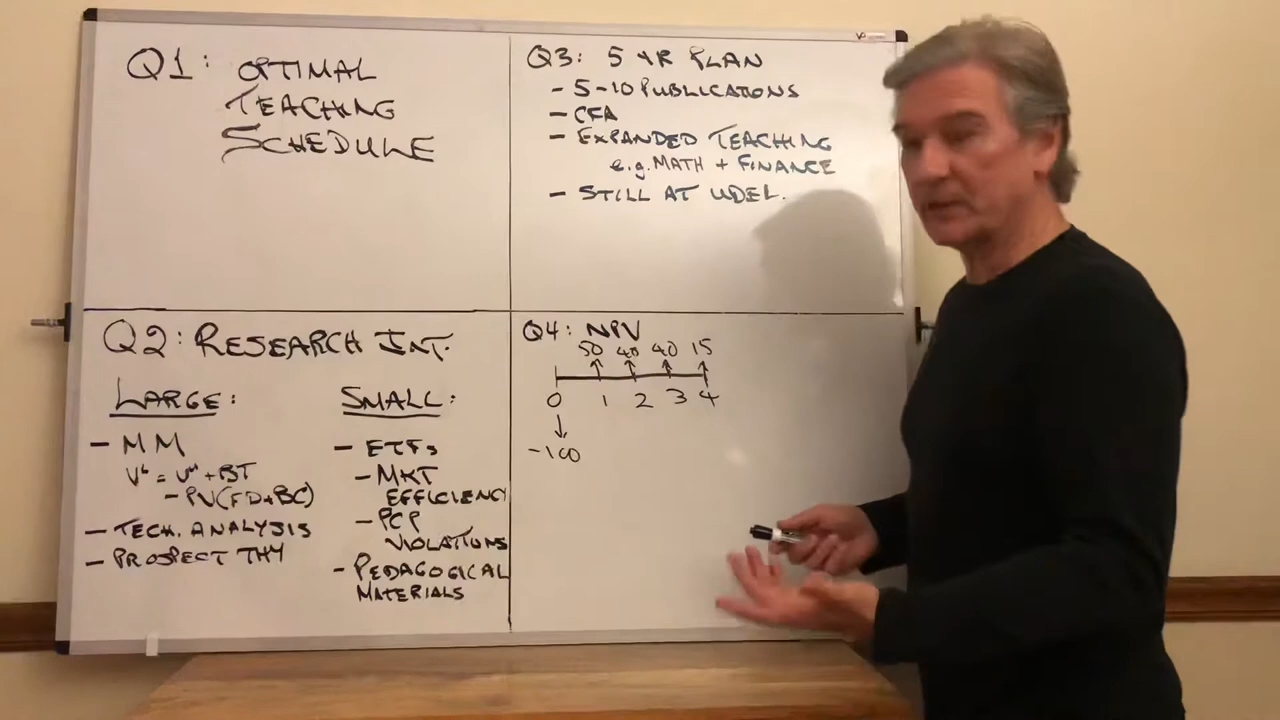 Q1: OPTIMAL
TEACHING
SCHEDULE
Q2: RESEARCH INT.
LARGE:
- MM
- PV(FD+BC)
- TECH. ANALYSIS
- PROSPECT THY
SMALL:
- ETFs
- MKT
EFFICIENCY
- PCP
VIOLATIONS
- PEDAGOGICAL
MATERIALS
Q3: 5 YR PLAN
- 5-10 PUBLICATIONS
- CFA
- EXPANDED TEACHING
e.g. MATH + FINANCE
- STILL AT UDEL.
Q4: NPV
50 40 40 15
0 1 2 3 4
-100